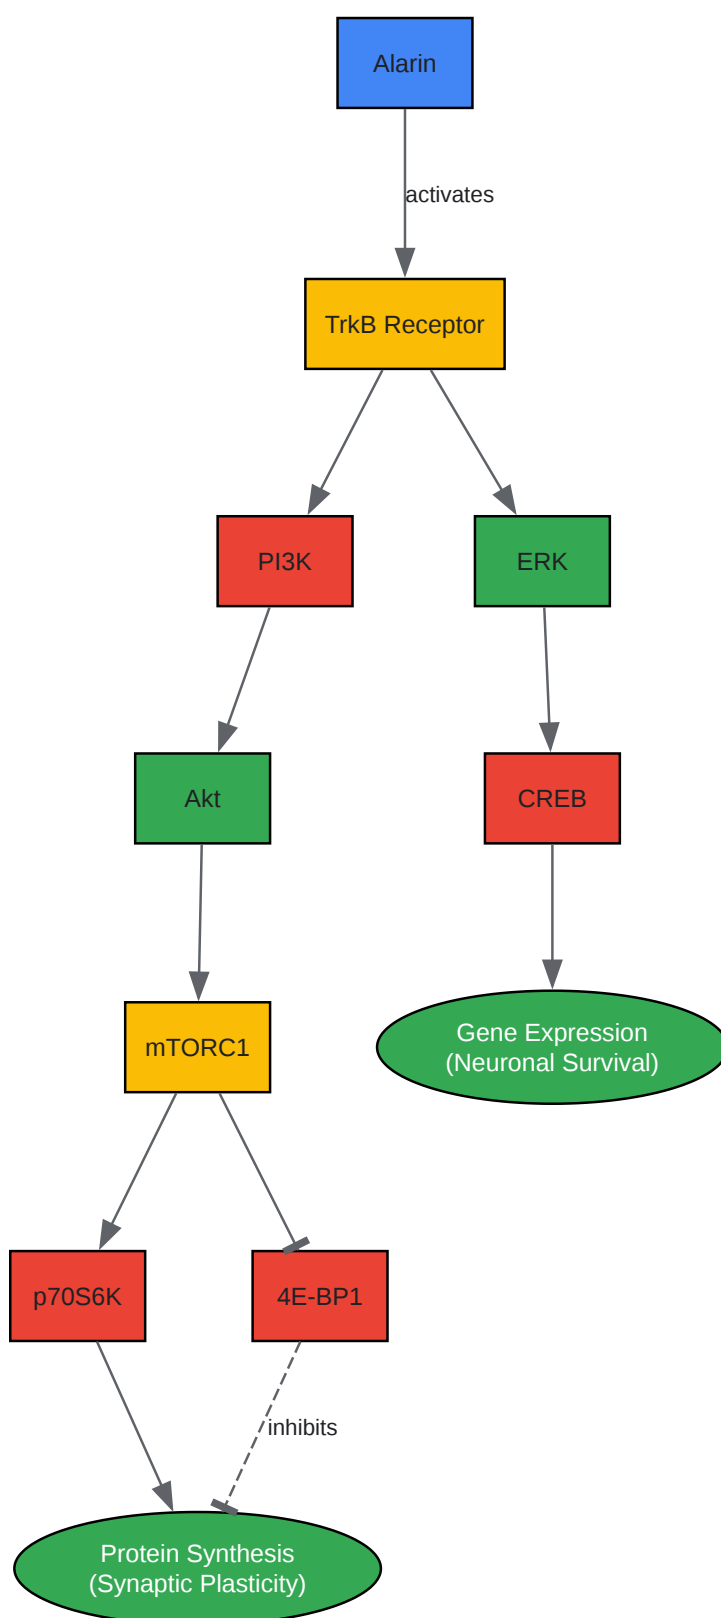 Alarin
activates
TrkB Receptor
PI3K
ERK
Akt
CREB
mTORC1
Gene Expression
(Neuronal Survival)
p70S6K
4E-BP1
inhibits
Protein Synthesis
(Synaptic Plasticity)